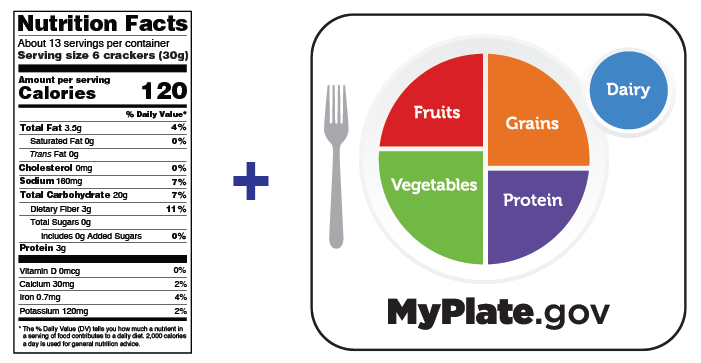 Nutrition Facts
About 13 servings per container
Serving size 6 crackers (30g)
Amount per serving
Calories 120
% Daily Value*
Total Fat 3.5g 4%
Saturated Fat 0g 0%
Trans Fat 0g
Cholesterol 0mg 0%
Sodium 160mg 7%
Total Carbohydrate 20g 7%
Dietary Fiber 3g 11%
Total Sugars 0g
Includes 0g Added Sugars 0%
Protein 3g
Vitamin D 0mcg 0%
Calcium 30mg 2%
Iron 0.7mg 4%
Potassium 120mg 2%
* The % Daily Value (DV) tells you how much a nutrient in
a serving of food contributes to a daily diet. 2,000 calories
a day is used for general nutrition advice.
+
Fruits
Grains
Dairy
Vegetables
Protein
MyPlate.gov